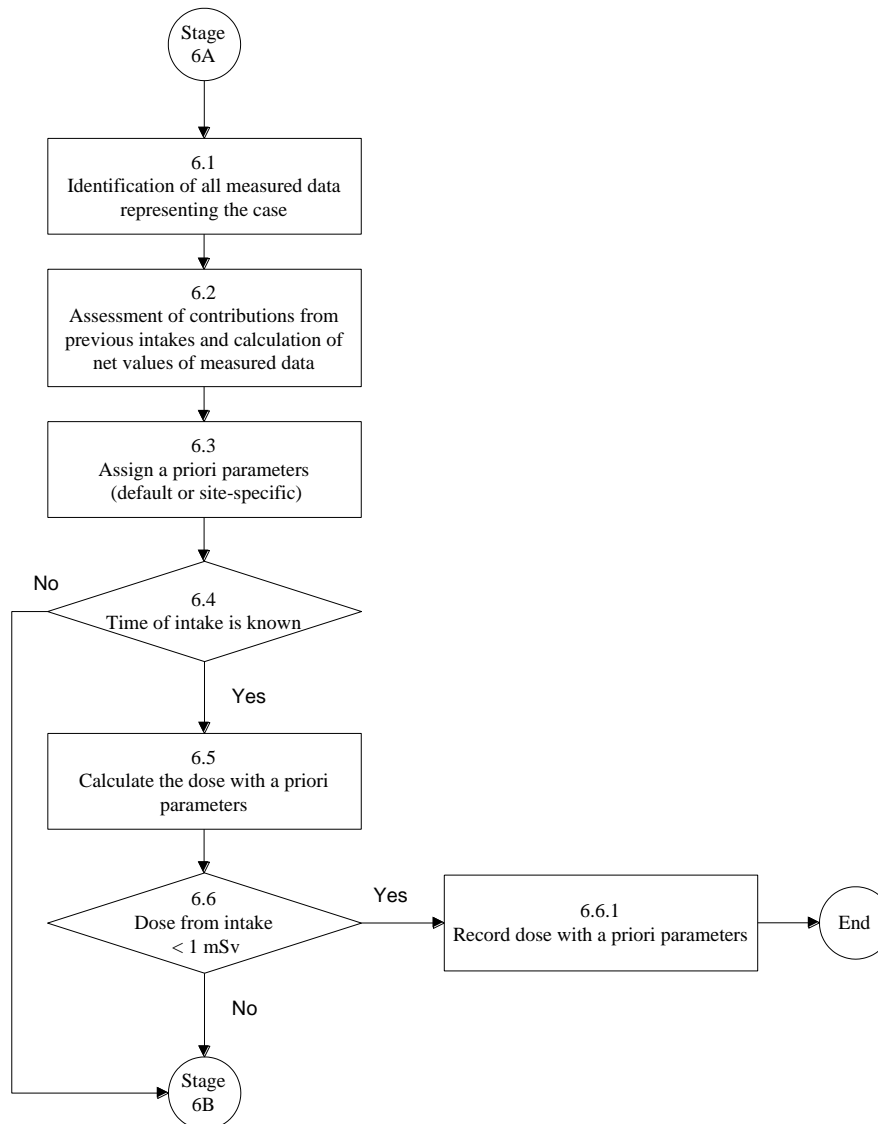 Stage
6A
6.1
Identification of all measured data
representing the case
6.2
Assessment of contributions from
previous intakes and calculation of
net values of measured data
6.3
Assign a priori parameters
(default or site-specific)
No
6.4
Time of intake is known
Yes
6.5
Calculate the dose with a priori
parameters
6.6
Dose from intake
< 1 mSv
Yes
6.6.1
Record dose with a priori parameters
End
No
Stage
6B